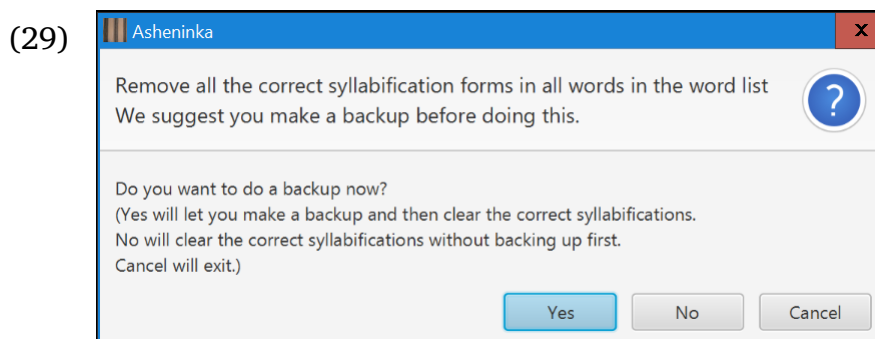 (29)
Asheninka
x
Remove all the correct syllabification forms in all words in the word list
We suggest you make a backup before doing this.
?
Do you want to do a backup now?
(Yes will let you make a backup and then clear the correct syllabifications.
No will clear the correct syllabifications without backing up first.
Cancel will exit.)
Yes No Cancel